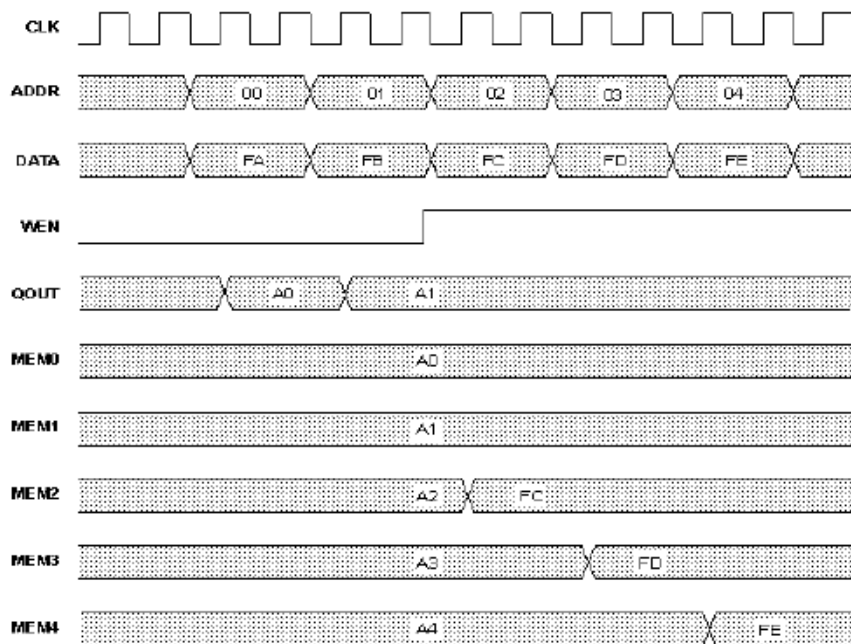 CLK
ADDR 00 01 02 03 04
DATA FA FB FC FD FE
WEN
QOUT A0 A1
MEM0 A0
MEM1 A1
MEM2 A2 FC
MEM3 A3 FD
MEM4 A4 FE